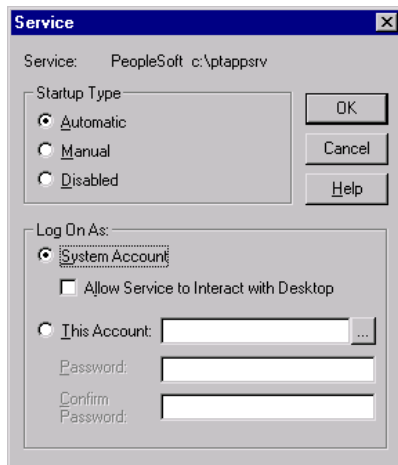 Service
Service: PeopleSoft c:\ptappsrv
Startup Type
Automatic
Manual
Disabled
OK
Cancel
Help
Log On As:
System Account
Allow Service to Interact with Desktop
This Account: ...
Password:
Confirm
Password: